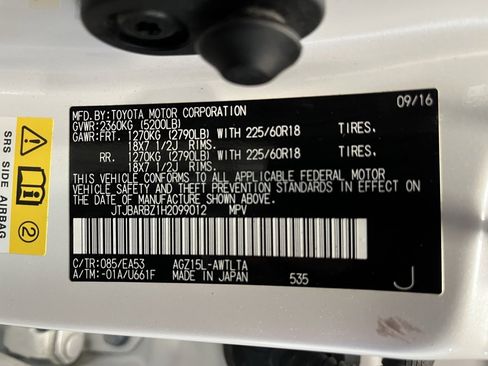 MFD. BY: TOYOTA MOTOR CORPORATION 09/16
GVWR: 2360KG (5200LB)
GAWR: FRT. 1270KG (2790LB) WITH 225/60R18 TIRES.
18X7 1/2J RIMS.
RR. 1270KG (2790LB) WITH 225/60R18 TIRES.
18X7 1/2J RIMS.
THIS VEHICLE CONFORMS TO ALL APPLICABLE FEDERAL MOTOR
VEHICLE SAFETY AND THEFT PREVENTION STANDARDS IN EFFECT ON
THE DATE OF MANUFACTURE SHOWN ABOVE.
JTJBARBZ1H2099012 MPV
C/TR: 085/EA53 AGZ15L-AWTLTA
A/TM: -01A/U661F MADE IN JAPAN 535 J
SRS SIDE AIRBAG
2